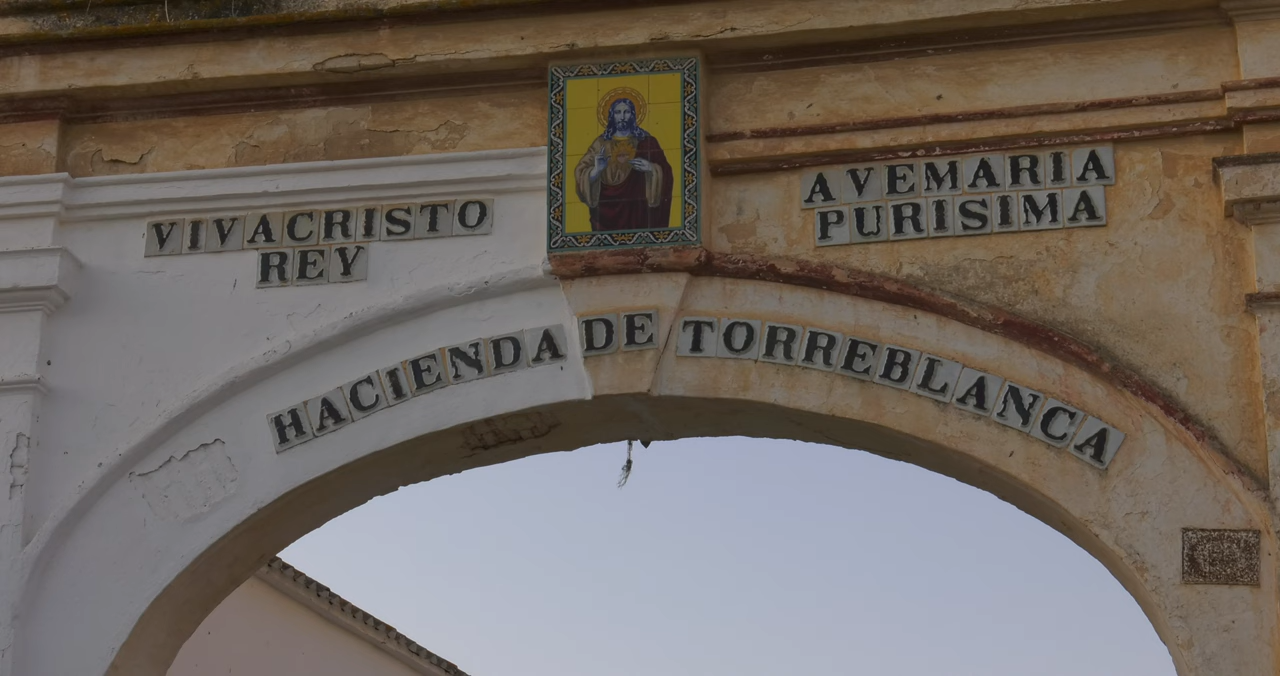 VIVACRISTO
REY
AVEMARIA
PURISIMA
HACIENDA DE TORREBLANCA